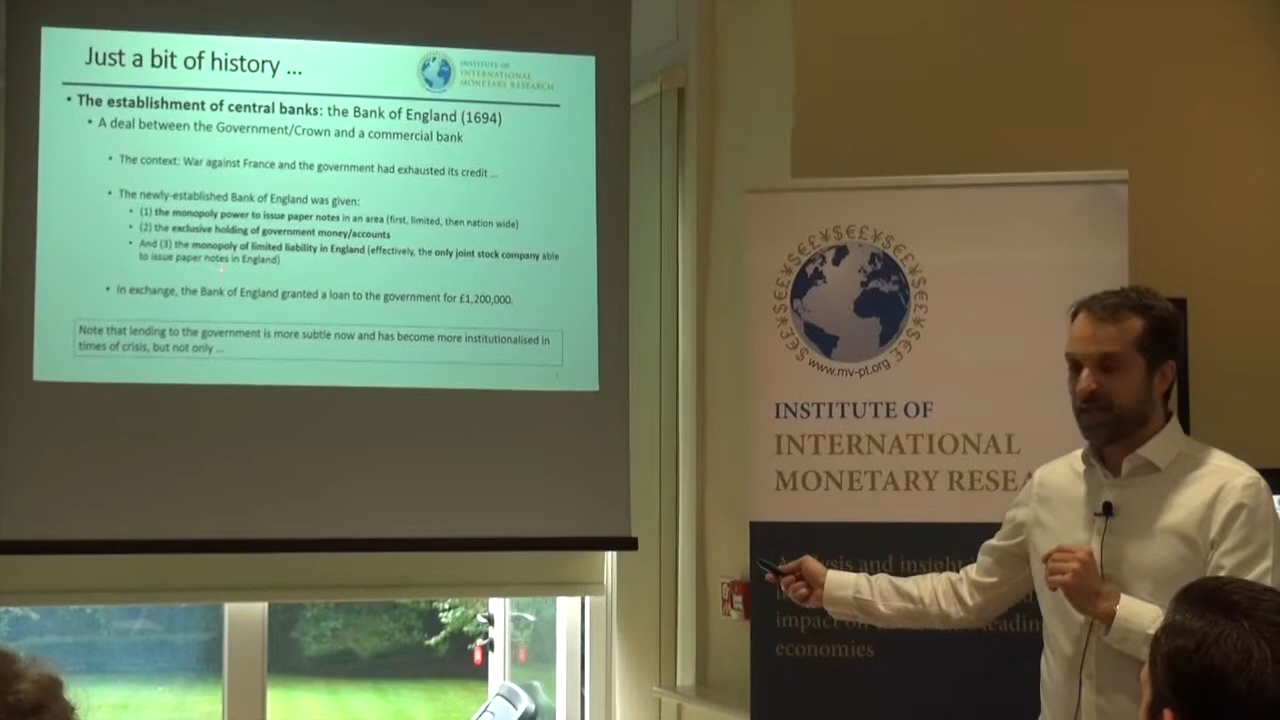 Just a bit of history ...
INSTITUTE OF
INTERNATIONAL
MONETARY RESEARCH
• The establishment of central banks: the Bank of England (1694)
• A deal between the Government/Crown and a commercial bank
• The context: War against France and the government had exhausted its credit ...
• The newly-established Bank of England was given:
• (1) the monopoly power to issue paper notes in an area (first, limited, then nation wide)
• (2) the exclusive holding of government money/accounts
• And (3) the monopoly of limited liability in England (effectively, the only joint stock company able
to issue paper notes in England)
• In exchange, the Bank of England granted a loan to the government for £1,200,000.
Note that lending to the government is more subtle now and has become more institutionalised in
times of crisis, but not only ...
www.mv-pt.org
INSTITUTE OF
INTERNATIONAL
MONETARY RESEA
and insight
impact on leadin
economies